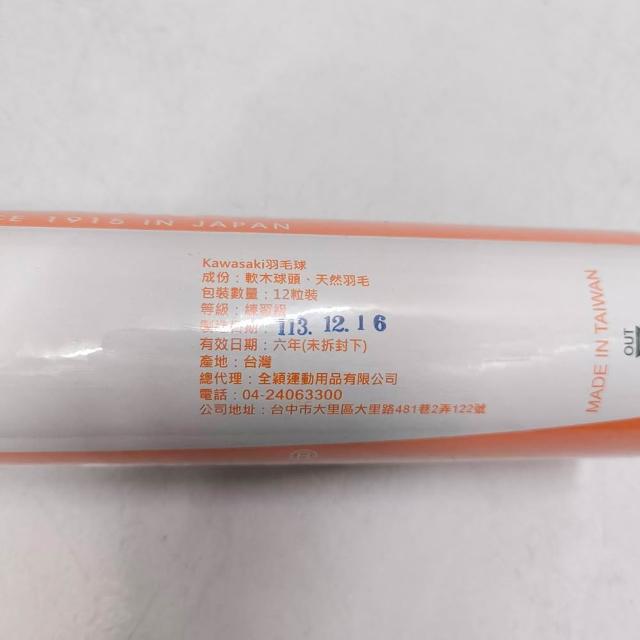 1915 IN JAPAN
Kawasaki羽毛球
成份：軟木球頭、天然羽毛
包裝數量：12粒裝
等級：練習級
製造日期：113.12.16
有效日期：六年(未拆封下)
產地：台灣
總代理：全穎運動用品有限公司
電話：04-24063300
公司地址：台中市大里區大里路481巷2弄122號
MADE IN TAIWAN
OUT
®